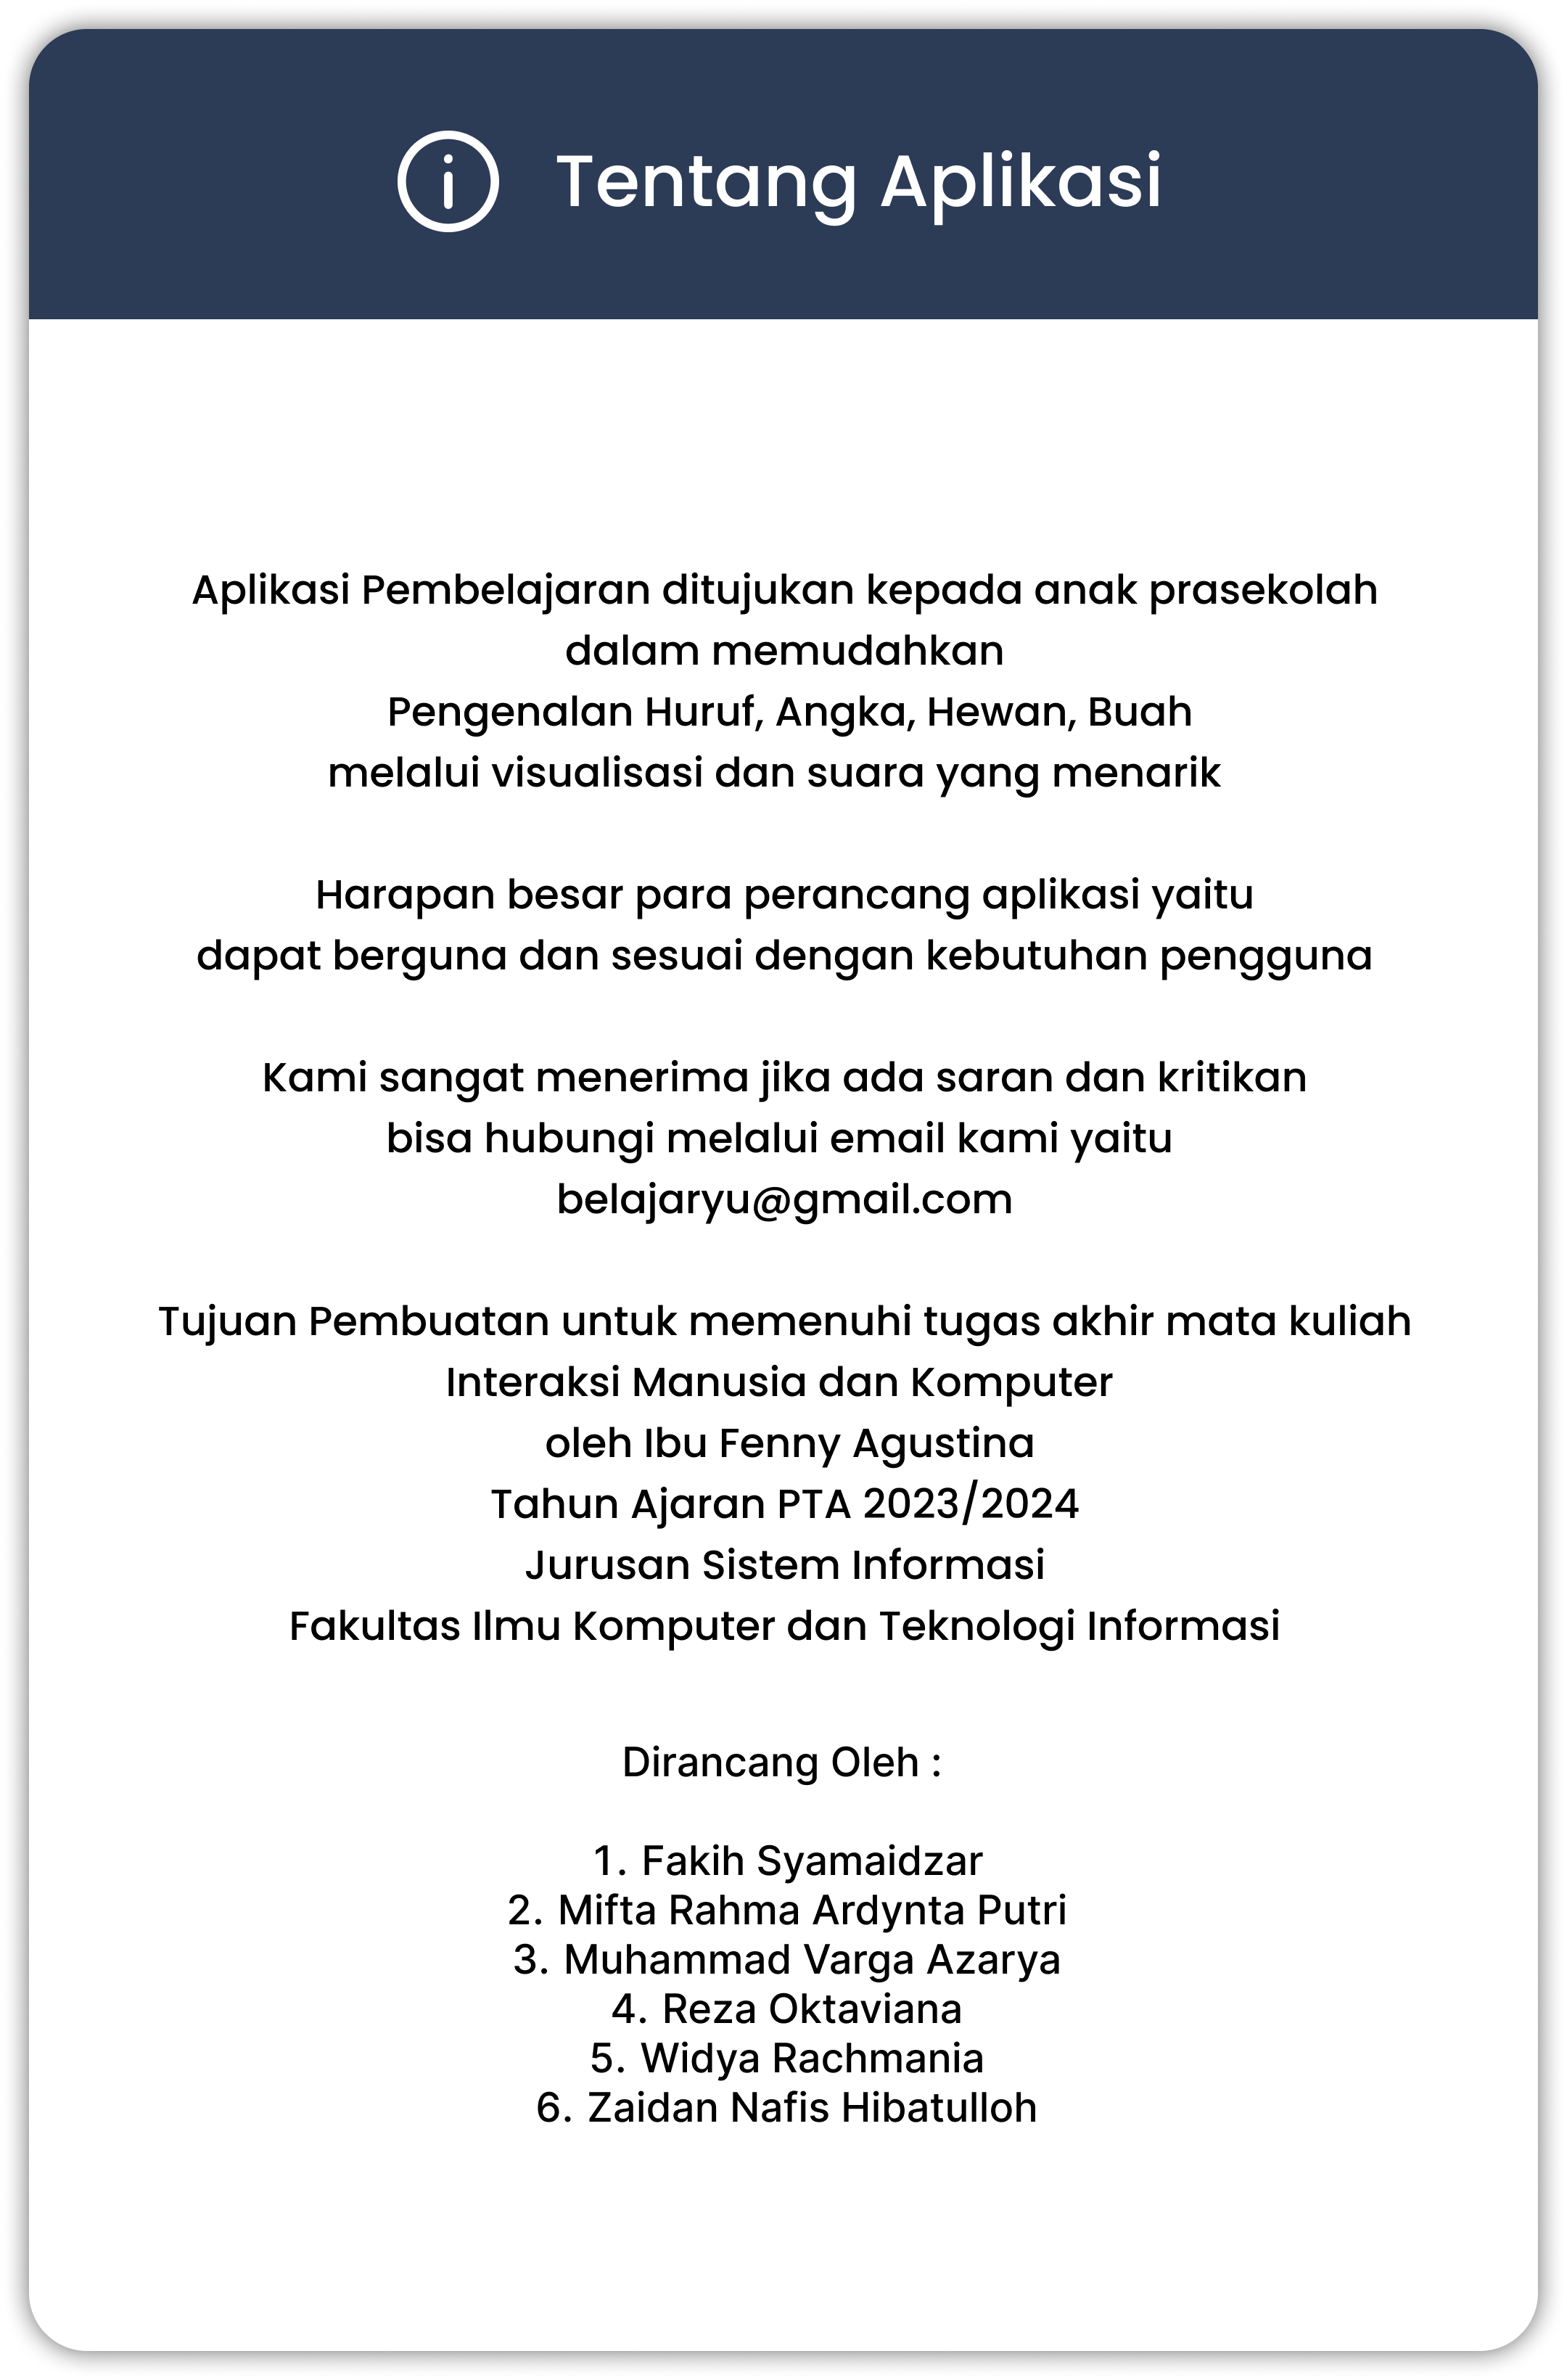 Tentang Aplikasi
Aplikasi Pembelajaran ditujukan kepada anak prasekolah
dalam memudahkan
Pengenalan Huruf, Angka, Hewan, Buah
melalui visualisasi dan suara yang menarik
Harapan besar para perancang aplikasi yaitu
dapat berguna dan sesuai dengan kebutuhan pengguna
Kami sangat menerima jika ada saran dan kritikan
bisa hubungi melalui email kami yaitu
belajaryu@gmail.com
Tujuan Pembuatan untuk memenuhi tugas akhir mata kuliah
Interaksi Manusia dan Komputer
oleh Ibu Fenny Agustina
Tahun Ajaran PTA 2023/2024
Jurusan Sistem Informasi
Fakultas Ilmu Komputer dan Teknologi Informasi
Dirancang Oleh :
1. Fakih Syamaidzar
2. Mifta Rahma Ardynta Putri
3. Muhammad Varga Azarya
4. Reza Oktaviana
5. Widya Rachmania
6. Zaidan Nafis Hibatulloh